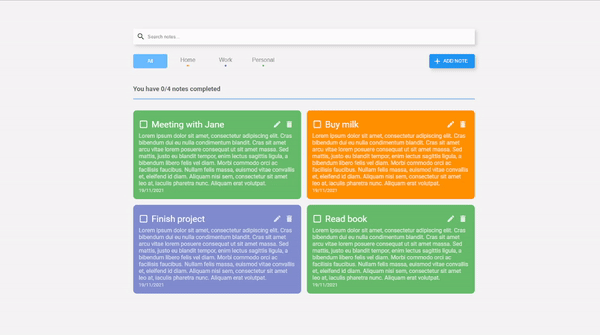 Search notes...
All
Home
Work
Personal
ADD NOTE
You have 0/4 notes completed
Meeting with Jane
Lorem ipsum dolor sit amet, consectetur adipiscing elit. Cras
bibendum dui eu nulla condimentum blandit. Cras sit amet
arcu vitae lorem posuere consequat ut sit amet massa. Sed
mattis, justo eu blandit tempor, enim lectus sagittis ligula, a
bibendum libero felis vel diam. Morbi commodo orci ac
facilisis faucibus. Nullam felis mauris, consequat vitae convallis
et, eleifend id diam. Aliquam nisi sem, consectetur sit amet
leo at, iaculis pharetra nunc. Aliquam erat volutpat.
19/11/2021
Buy milk
Lorem ipsum dolor sit amet, consectetur adipiscing elit. Cras
bibendum dui eu nulla condimentum blandit. Cras sit amet
arcu vitae lorem posuere consequat ut sit amet massa. Sed
mattis, justo eu blandit tempor, enim lectus sagittis ligula, a
bibendum libero felis vel diam. Morbi commodo orci ac
facilisis faucibus. Nullam felis mauris, consequat vitae convallis
et, eleifend id diam. Aliquam nisi sem, consectetur sit amet
leo at, iaculis pharetra nunc. Aliquam erat volutpat.
19/11/2021
Finish project
Lorem ipsum dolor sit amet, consectetur adipiscing elit. Cras
bibendum dui eu nulla condimentum blandit. Cras sit amet
arcu vitae lorem posuere consequat ut sit amet massa. Sed
mattis, justo eu blandit tempor, enim lectus sagittis ligula, a
bibendum libero felis vel diam. Morbi commodo orci ac
facilisis faucibus. Nullam felis mauris, consequat vitae convallis
et, eleifend id diam. Aliquam nisi sem, consectetur sit amet
leo at, iaculis pharetra nunc. Aliquam erat volutpat.
19/11/2021
Read book
Lorem ipsum dolor sit amet, consectetur adipiscing elit. Cras
bibendum dui eu nulla condimentum blandit. Cras sit amet
arcu vitae lorem posuere consequat ut sit amet massa. Sed
mattis, justo eu blandit tempor, enim lectus sagittis ligula, a
bibendum libero felis vel diam. Morbi commodo orci ac
facilisis faucibus. Nullam felis mauris, consequat vitae convallis
et, eleifend id diam. Aliquam nisi sem, consectetur sit amet
leo at, iaculis pharetra nunc. Aliquam erat volutpat.
19/11/2021